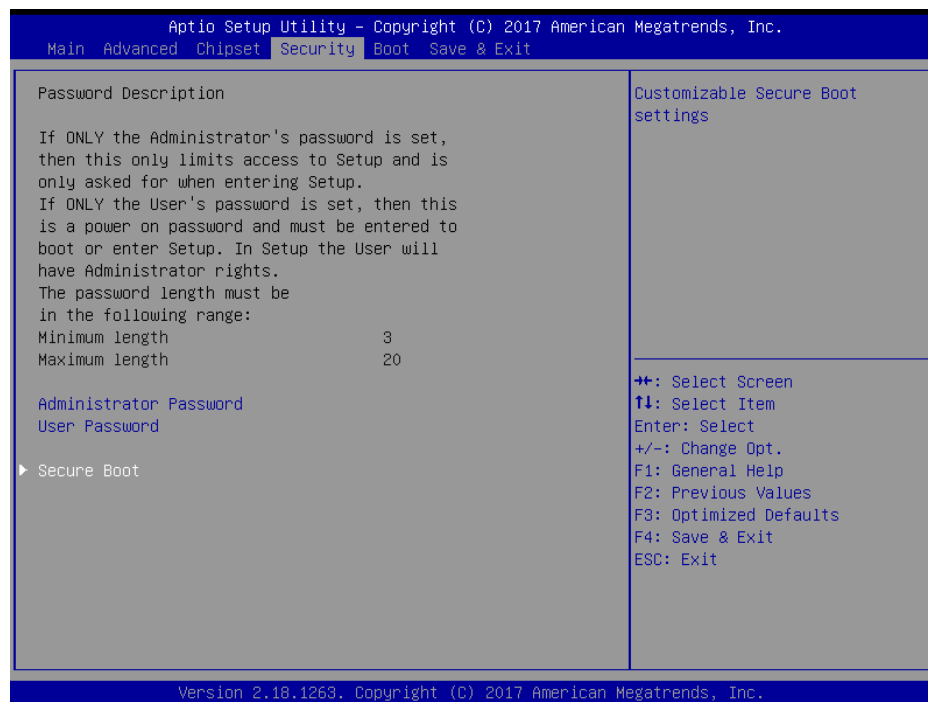 Aptio Setup Utility – Copyright (C) 2017 American Megatrends, Inc.
Main Advanced Chipset Security Boot Save & Exit
Password Description
If ONLY the Administrator's password is set,
then this only limits access to Setup and is
only asked for when entering Setup.
If ONLY the User's password is set, then this
is a power on password and must be entered to
boot or enter Setup. In Setup the User will
have Administrator rights.
The password length must be
in the following range:
Minimum length 3
Maximum length 20
Administrator Password
User Password
Secure Boot
Customizable Secure Boot
settings
→←: Select Screen
↑↓: Select Item
Enter: Select
+/-: Change Opt.
F1: General Help
F2: Previous Values
F3: Optimized Defaults
F4: Save & Exit
ESC: Exit
Version 2.18.1263. Copyright (C) 2017 American Megatrends, Inc.